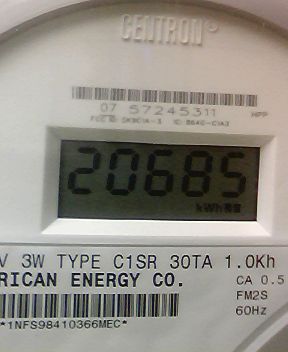 CENTRON®
07 57245311 HPP
20685
kWh
V 3W TYPE C1SR 30TA 1.0Kh
RICAN ENERGY CO. CA 0.5
FM2S
60Hz
*1NFS98410366MEC*